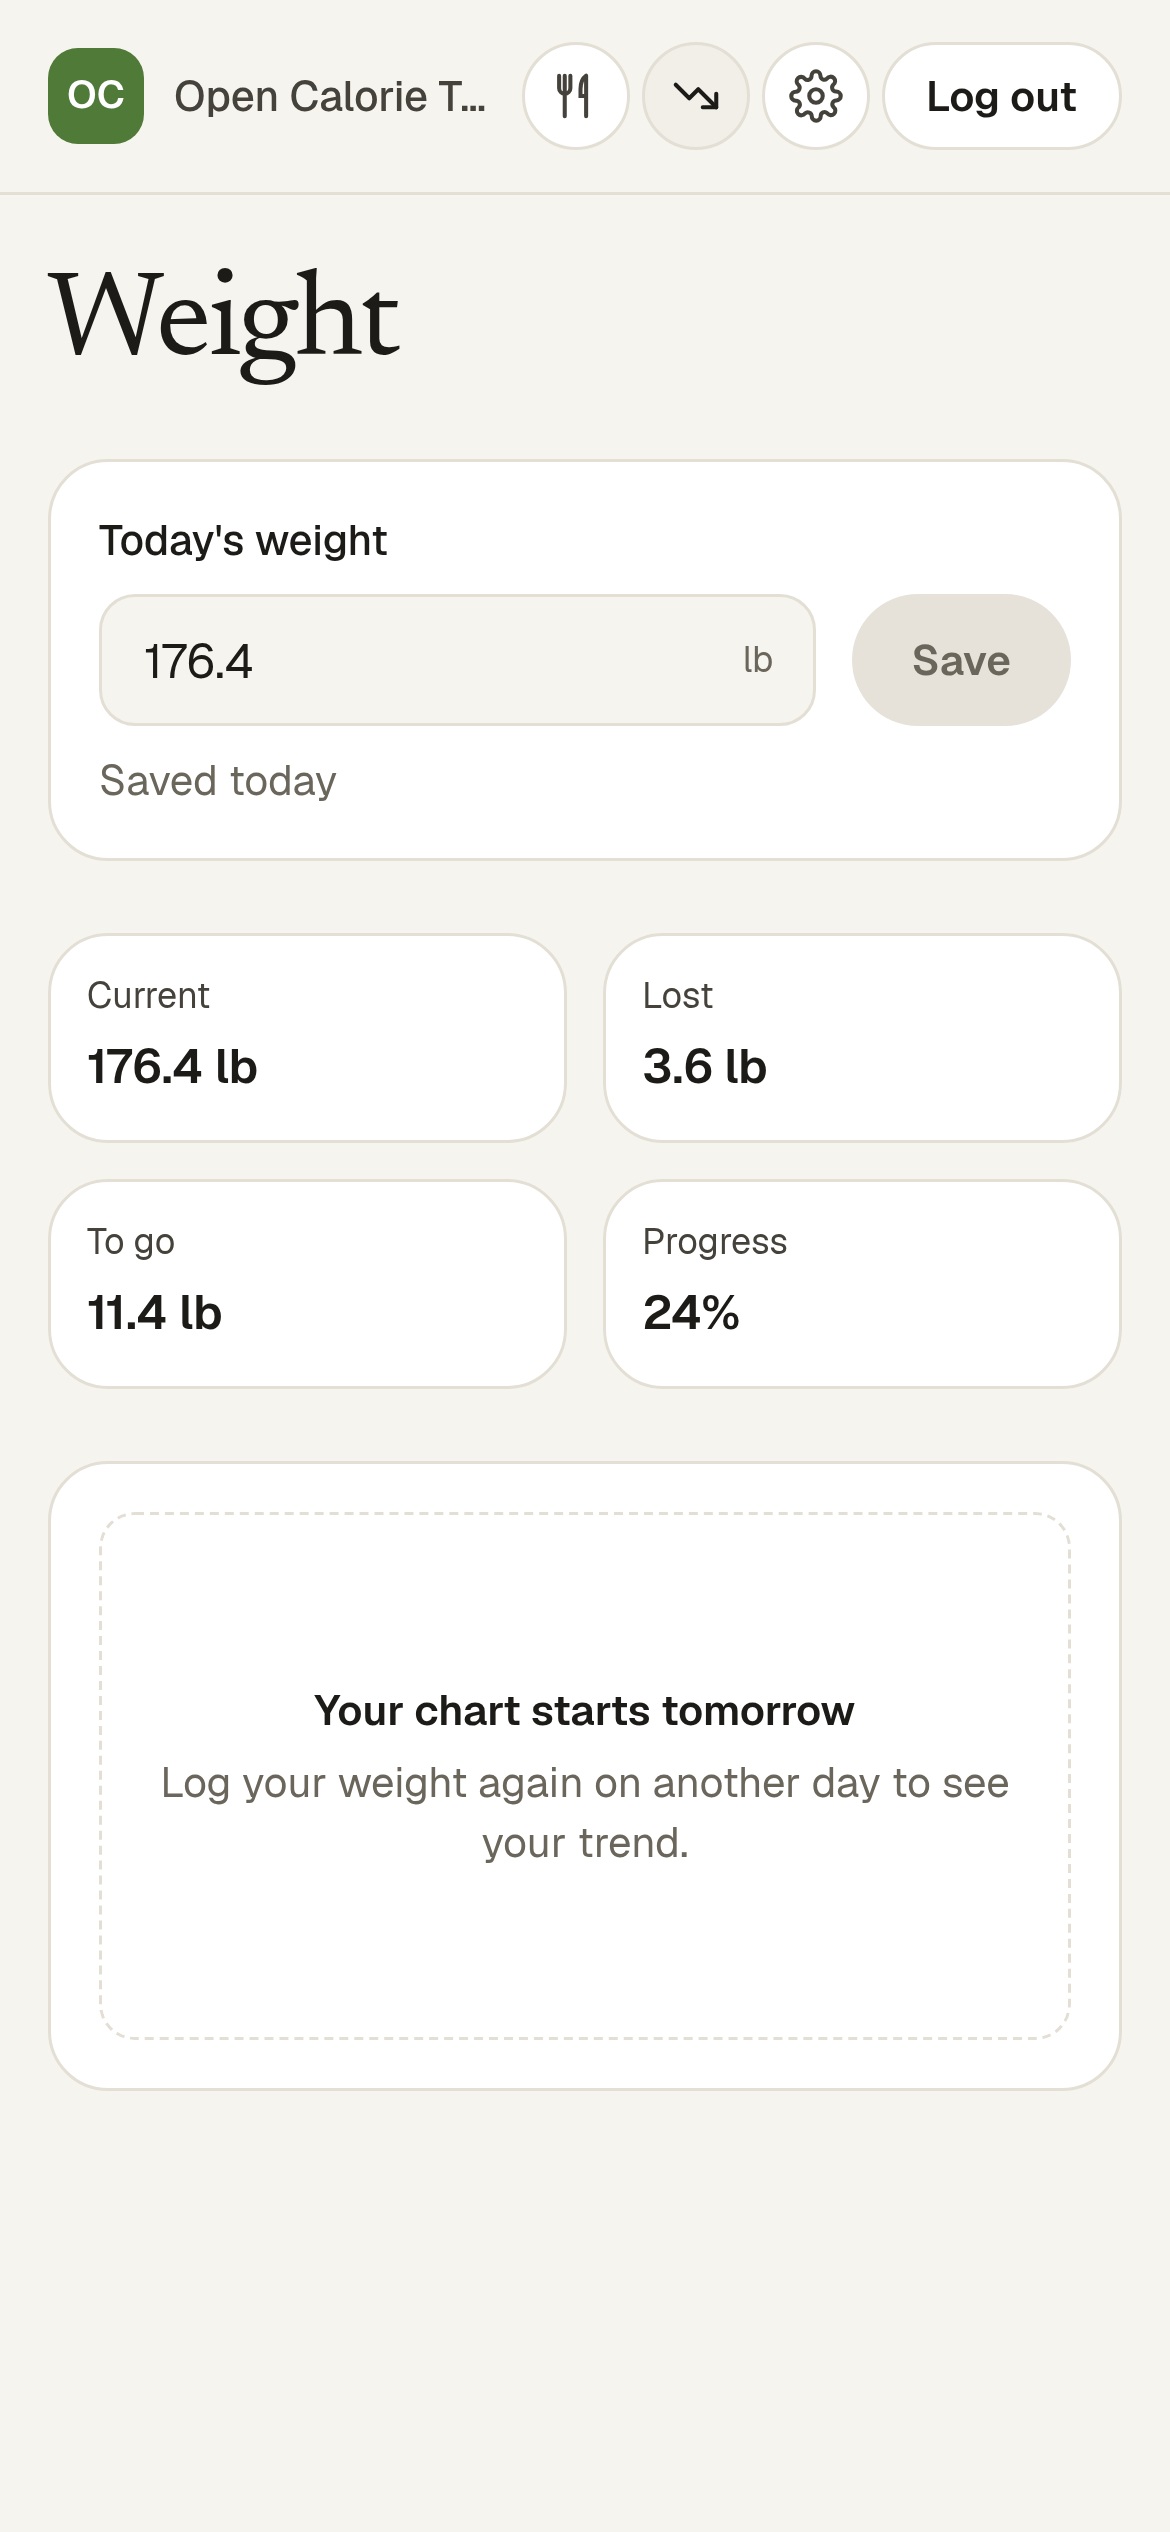 OC
Open Calorie T...
Log out
Weight
Today's weight
176.4
lb
Save
Saved today
Current
176.4 lb
Lost
3.6 lb
To go
11.4 lb
Progress
24%
Your chart starts tomorrow
Log your weight again on another day to see
your trend.